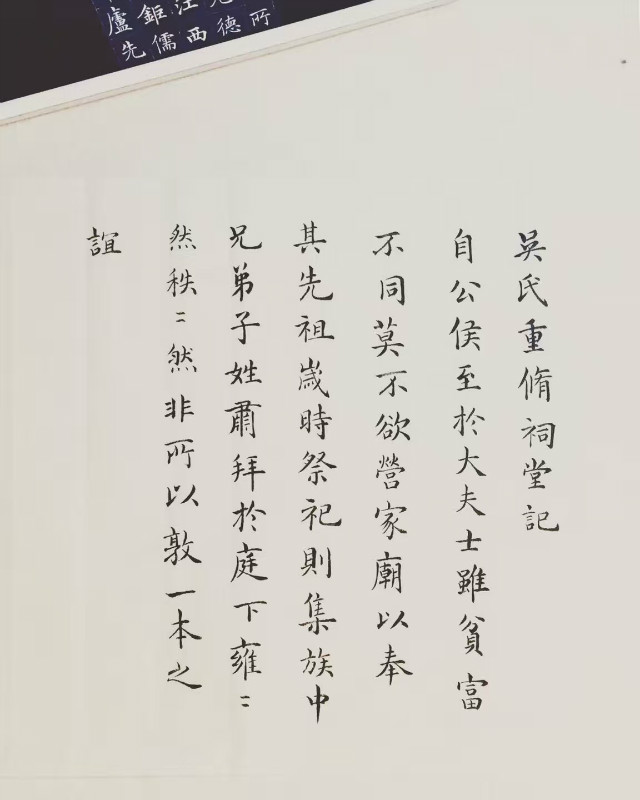 吳氏重脩祠堂記
自公侯至於大夫士雖貧富
不同莫不欲營家廟以奉
其先祖歲時祭祀則集族中
兄弟子姓肅拜於庭下雍〻
然秩〻然非所以敦一本之
誼
所
德
西
江
鉅儒
盧先